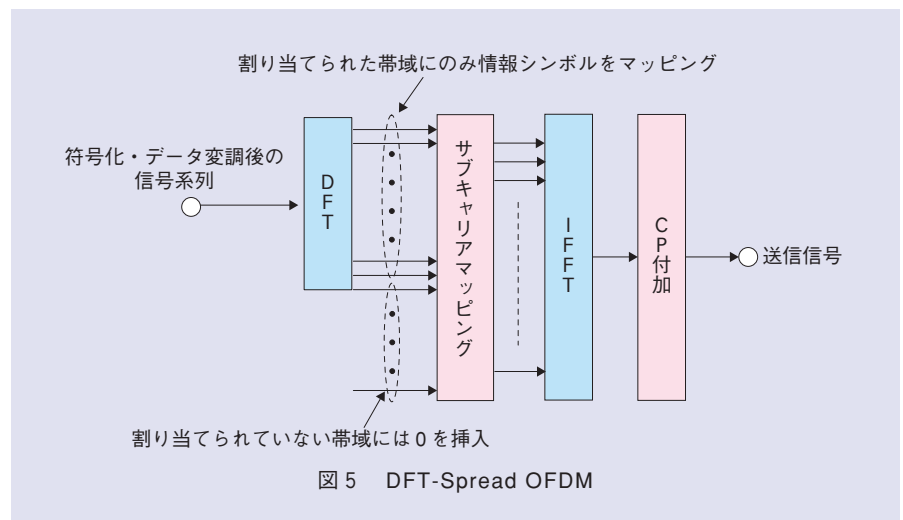 割り当てられた帯域にのみ情報シンボルをマッピング
符号化・データ変調後の
信号系列
DFT
サブキャリアマッピング
IFFT
CP付加
送信信号
割り当てられていない帯域には0を挿入
図5 DFT-Spread OFDM